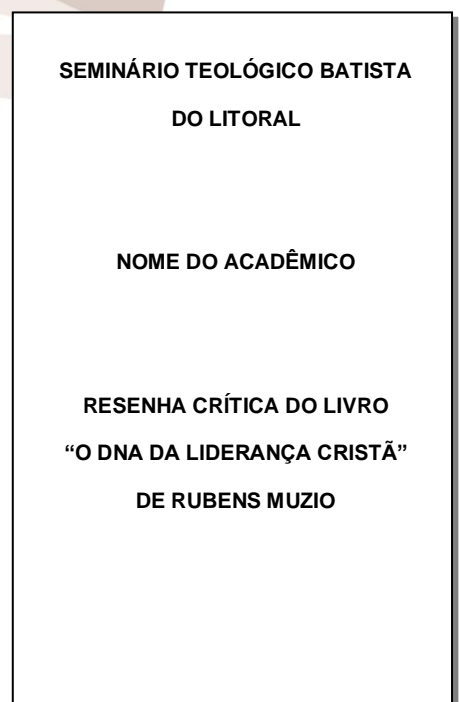 SEMINÁRIO TEOLÓGICO BATISTA
DO LITORAL
NOME DO ACADÊMICO
RESENHA CRÍTICA DO LIVRO
“O DNA DA LIDERANÇA CRISTÃ”
DE RUBENS MUZIO